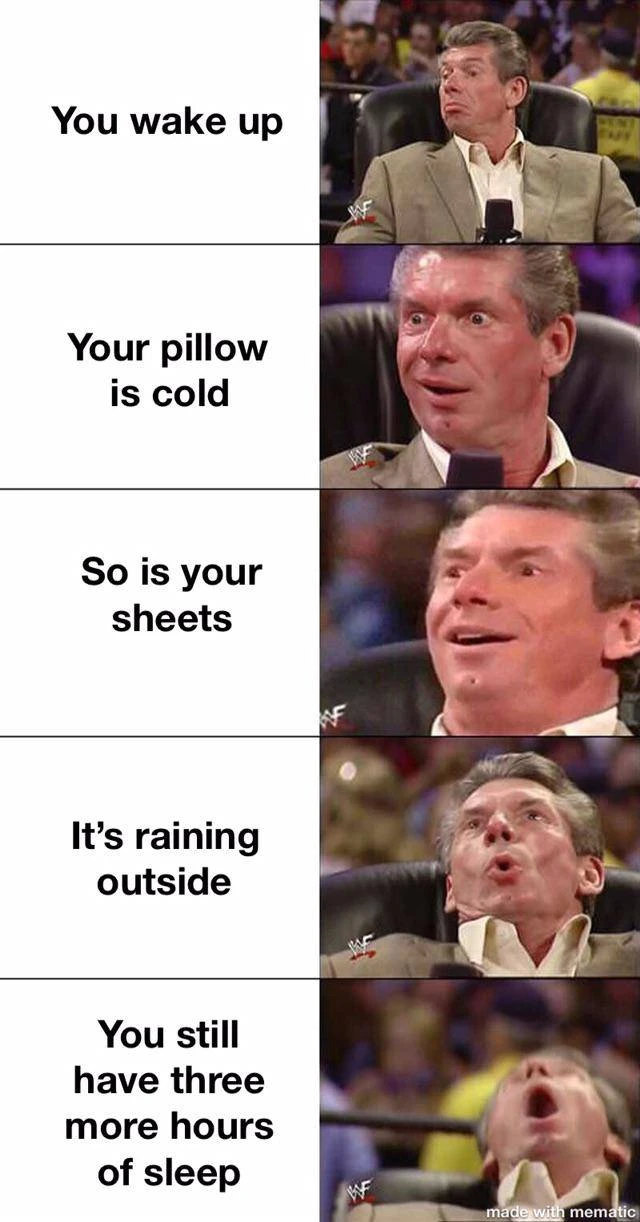 You wake up
Your pillow
is cold
So is your
sheets
It's raining
outside
You still
have three
more hours
of sleep
made with mematic